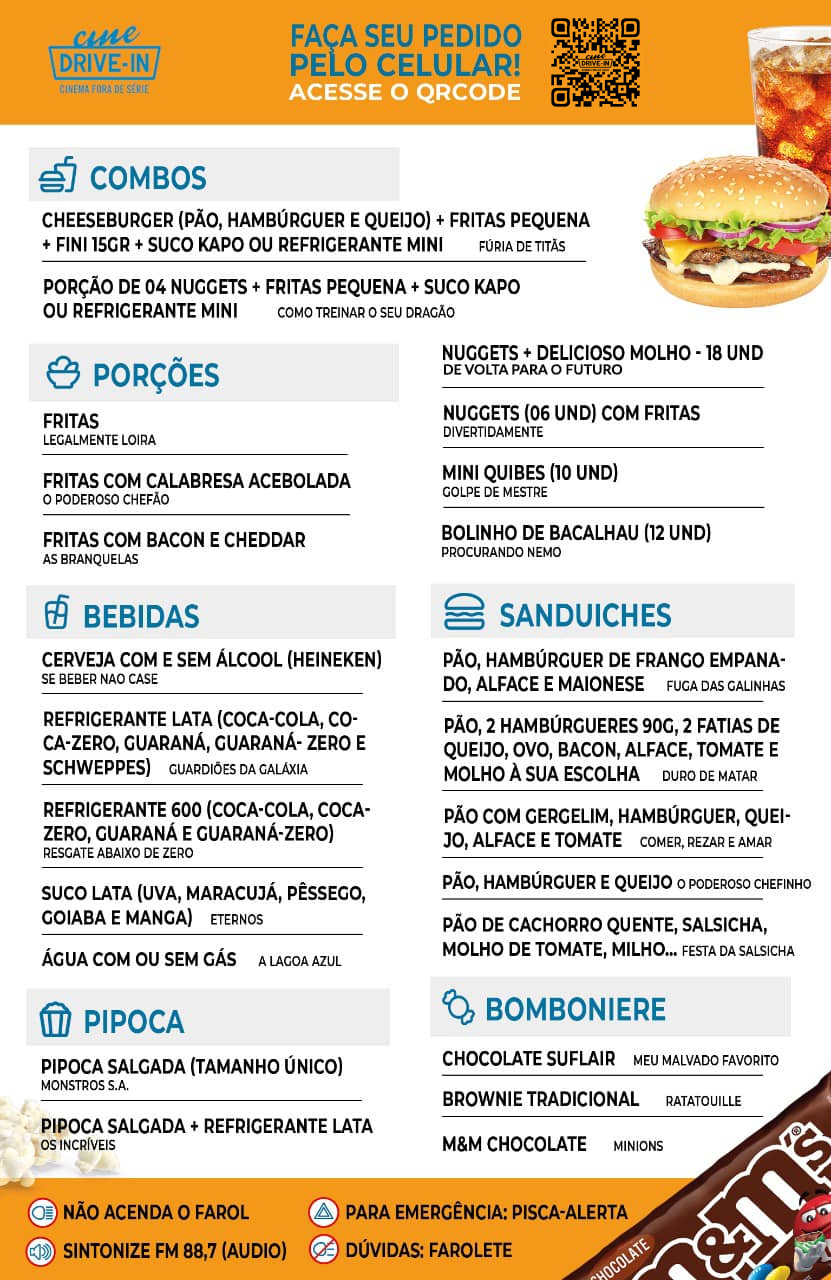 cine
DRIVE-IN
CINEMA FORA DE SÉRIE
FAÇA SEU PEDIDO
PELO CELULAR!
ACESSE O QRCODE
cine
DRIVE-IN
COMBOS
CHEESEBURGER (PÃO, HAMBÚRGUER E QUEIJO) + FRITAS PEQUENA
+ FINI 15GR + SUCO KAPO OU REFRIGERANTE MINI FÚRIA DE TITÃS
PORÇÃO DE 04 NUGGETS + FRITAS PEQUENA + SUCO KAPO
OU REFRIGERANTE MINI COMO TREINAR O SEU DRAGÃO
PORÇÕES
FRITAS
LEGALMENTE LOIRA
FRITAS COM CALABRESA ACEBOLADA
O PODEROSO CHEFÃO
FRITAS COM BACON E CHEDDAR
AS BRANQUELAS
NUGGETS + DELICIOSO MOLHO - 18 UND
DE VOLTA PARA O FUTURO
NUGGETS (06 UND) COM FRITAS
DIVERTIDAMENTE
MINI QUIBES (10 UND)
GOLPE DE MESTRE
BOLINHO DE BACALHAU (12 UND)
PROCURANDO NEMO
BEBIDAS
CERVEJA COM E SEM ÁLCOOL (HEINEKEN)
SE BEBER NAO CASE
REFRIGERANTE LATA (COCA-COLA, CO-
CA-ZERO, GUARANÁ, GUARANÁ- ZERO E
SCHWEPPES) GUARDIÕES DA GALÁXIA
REFRIGERANTE 600 (COCA-COLA, COCA-
ZERO, GUARANÁ E GUARANÁ-ZERO)
RESGATE ABAIXO DE ZERO
SUCO LATA (UVA, MARACUJÁ, PÊSSEGO,
GOIABA E MANGA) ETERNOS
ÁGUA COM OU SEM GÁS A LAGOA AZUL
SANDUICHES
PÃO, HAMBÚRGUER DE FRANGO EMPANA-
DO, ALFACE E MAIONESE FUGA DAS GALINHAS
PÃO, 2 HAMBÚRGUERES 90G, 2 FATIAS DE
QUEIJO, OVO, BACON, ALFACE, TOMATE E
MOLHO À SUA ESCOLHA DURO DE MATAR
PÃO COM GERGELIM, HAMBÚRGUER, QUEI-
JO, ALFACE E TOMATE COMER, REZAR E AMAR
PÃO, HAMBÚRGUER E QUEIJO O PODEROSO CHEFINHO
PÃO DE CACHORRO QUENTE, SALSICHA,
MOLHO DE TOMATE, MILHO... FESTA DA SALSICHA
PIPOCA
PIPOCA SALGADA (TAMANHO ÚNICO)
MONSTROS S.A.
PIPOCA SALGADA + REFRIGERANTE LATA
OS INCRÍVEIS
BOMBONIERE
CHOCOLATE SUFLAIR MEU MALVADO FAVORITO
BROWNIE TRADICIONAL RATATOUILLE
M&M CHOCOLATE MINIONS
m&m's®
CHOCOLATE
NÃO ACENDA O FAROL
PARA EMERGÊNCIA: PISCA-ALERTA
SINTONIZE FM 88,7 (AUDIO)
DÚVIDAS: FAROLETE